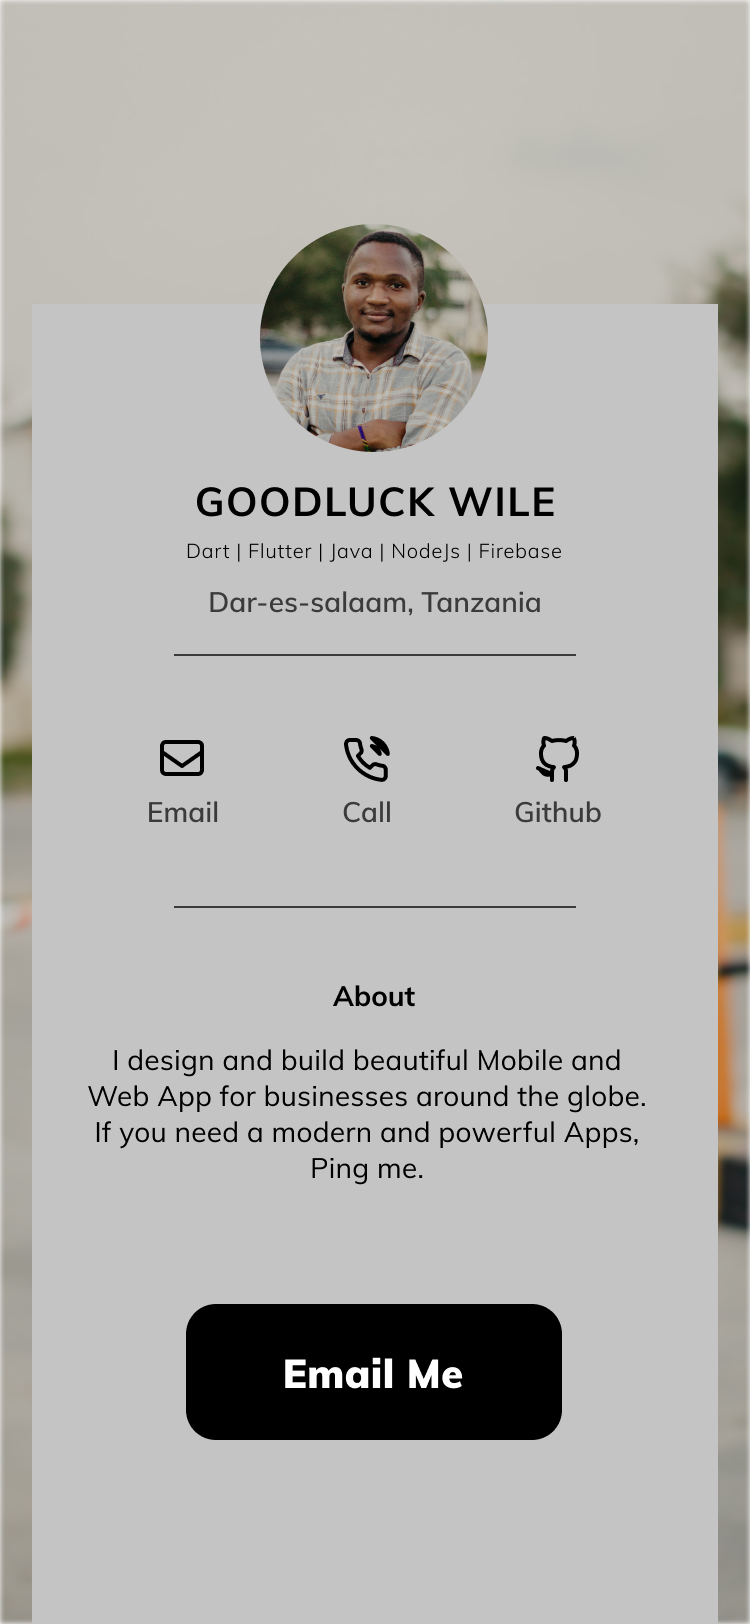 GOODLUCK WILE
Dart | Flutter | Java | NodeJs | Firebase
Dar-es-salaam, Tanzania
Email
Call
Github
About
I design and build beautiful Mobile and
Web App for businesses around the globe.
If you need a modern and powerful Apps,
Ping me.
Email Me